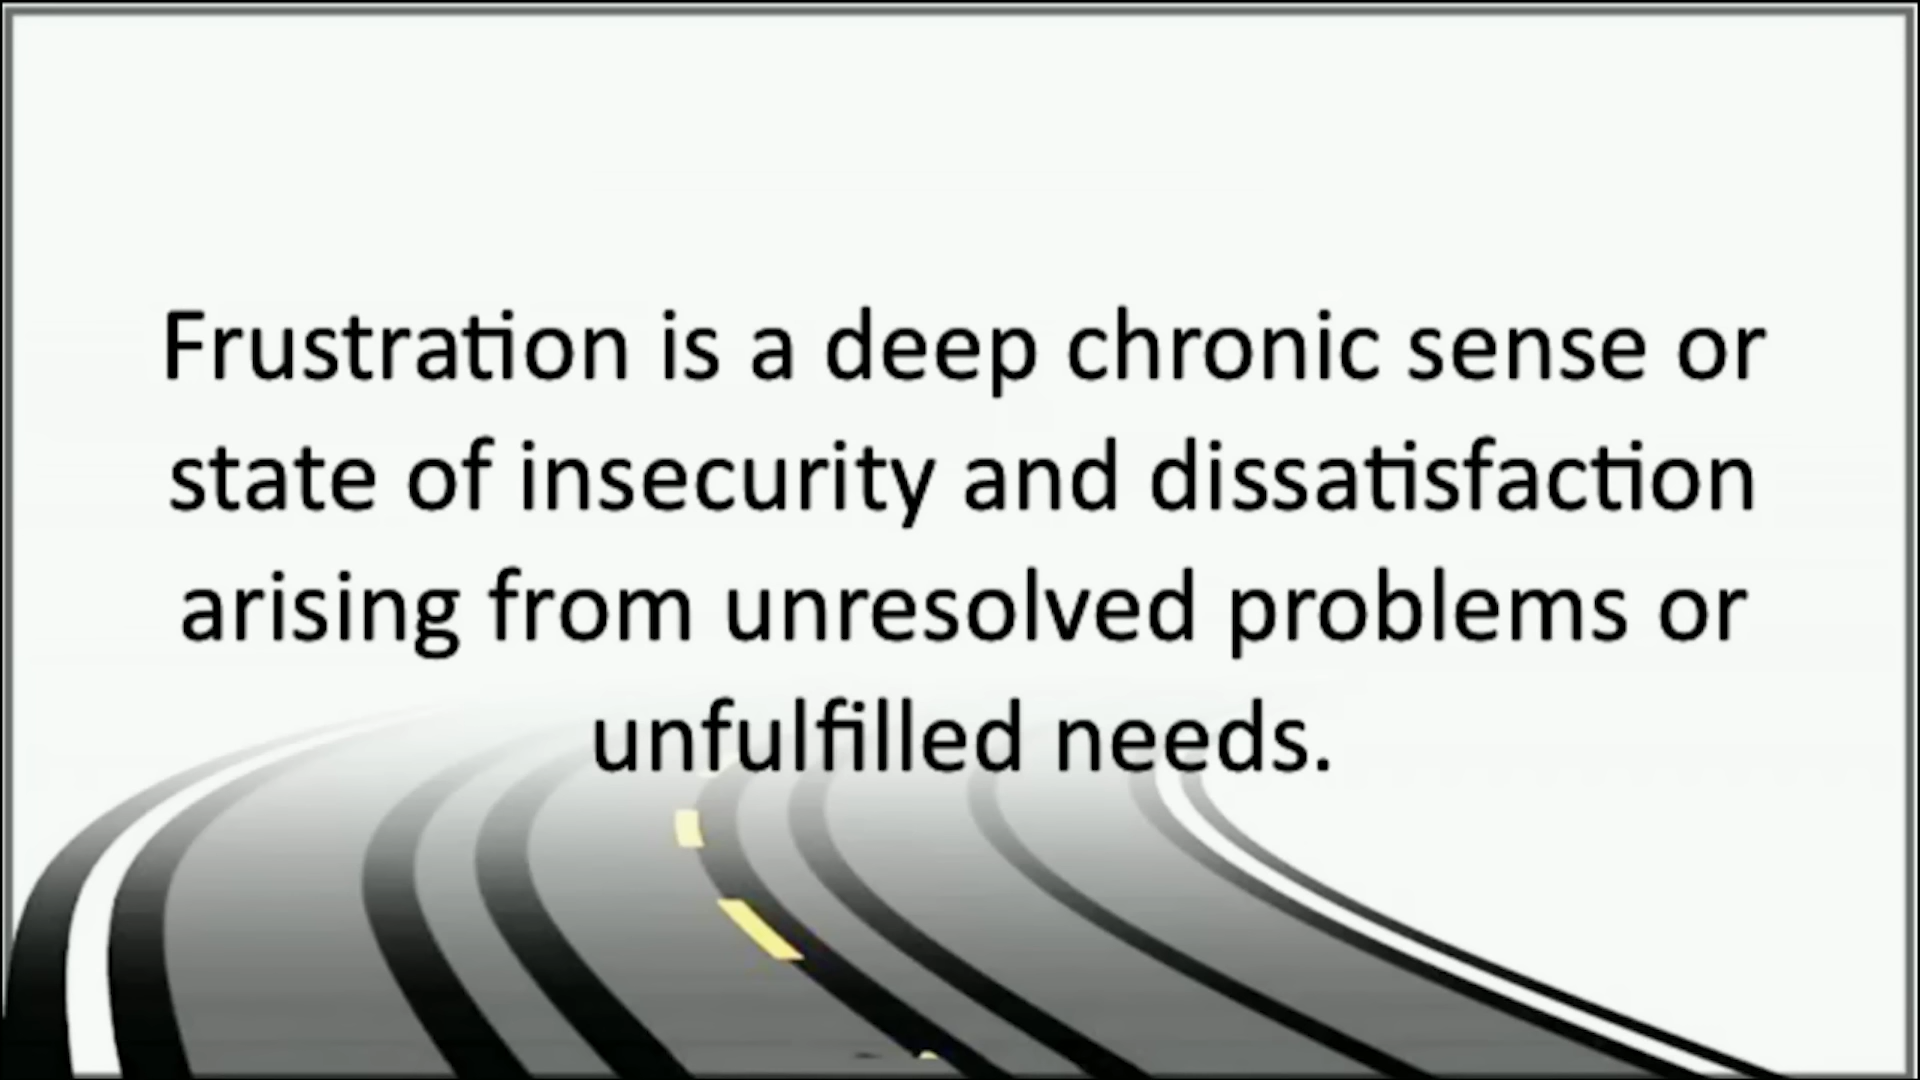 Frustration is a deep chronic sense or
state of insecurity and dissatisfaction
arising from unresolved problems or
unfulfilled needs.